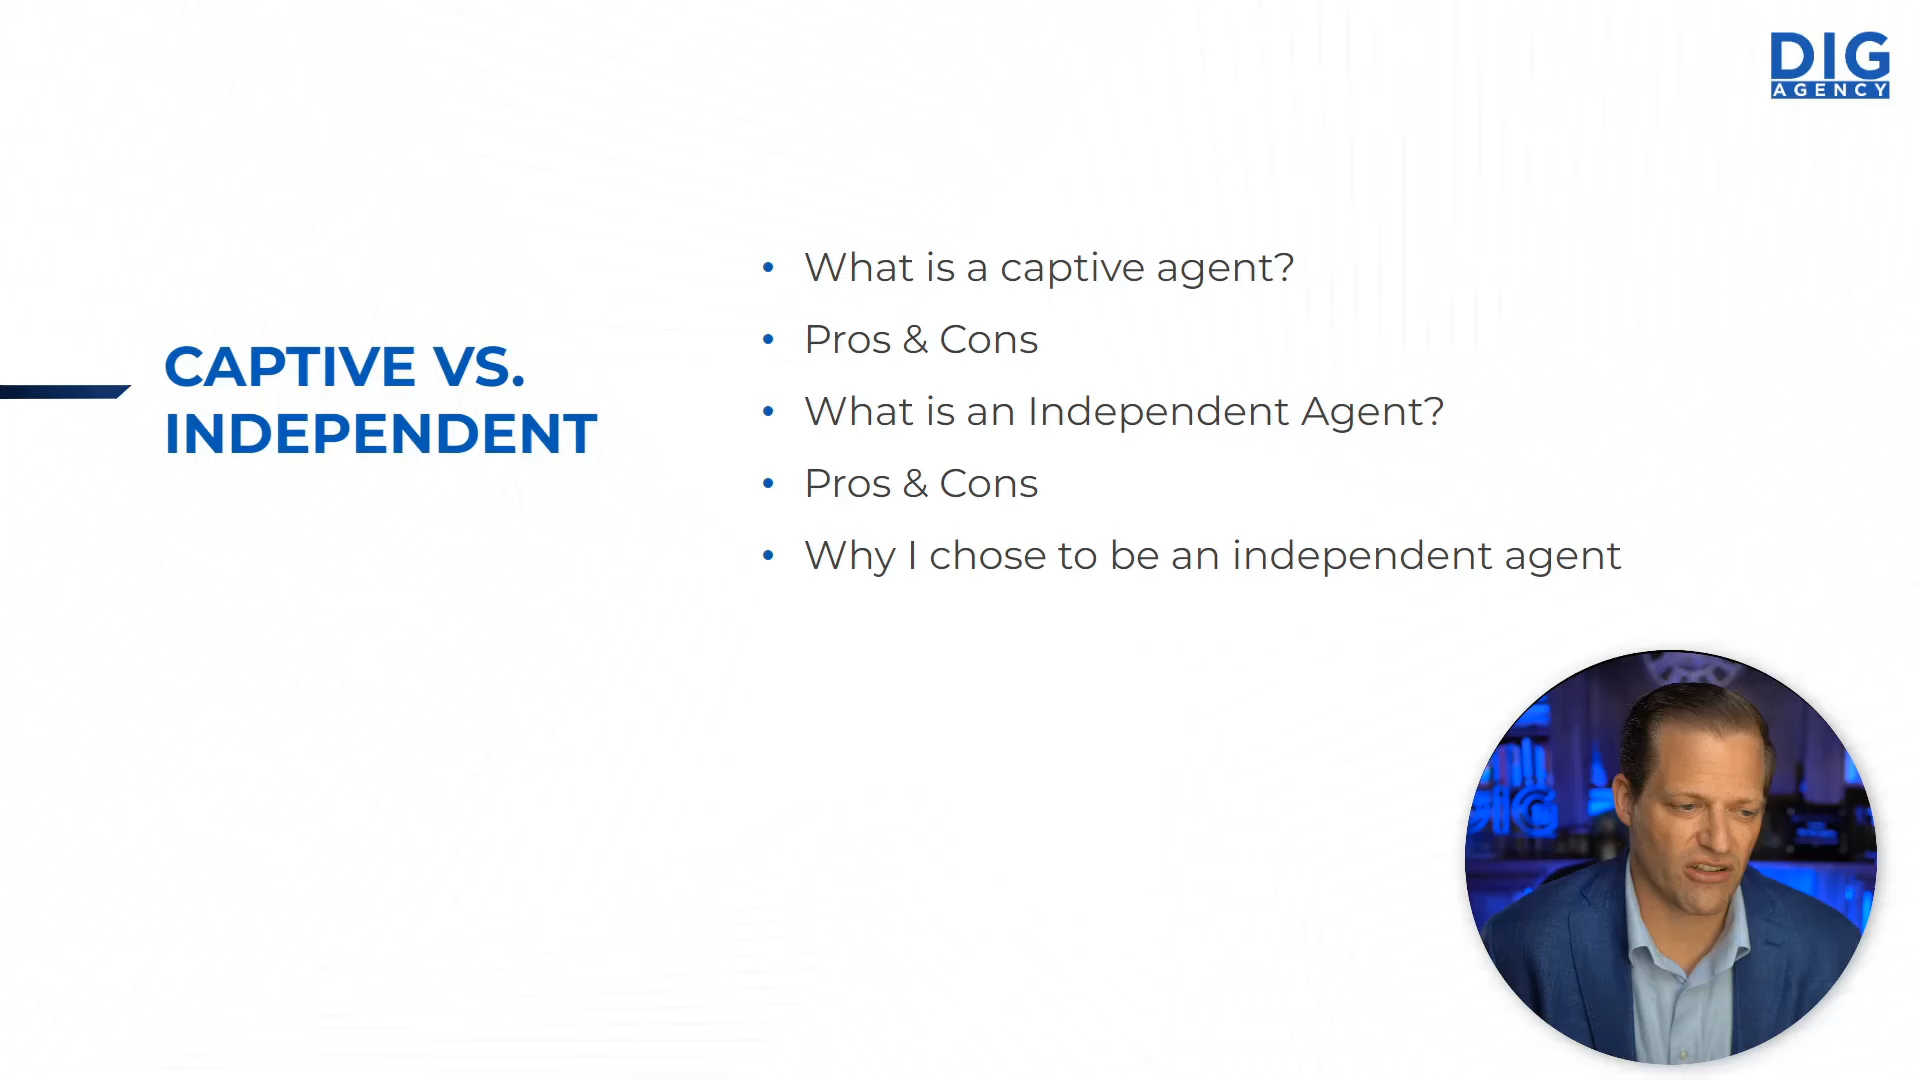 DIG
AGENCY
CAPTIVE VS.
INDEPENDENT
• What is a captive agent?
• Pros & Cons
• What is an Independent Agent?
• Pros & Cons
• Why I chose to be an independent agent
DIG